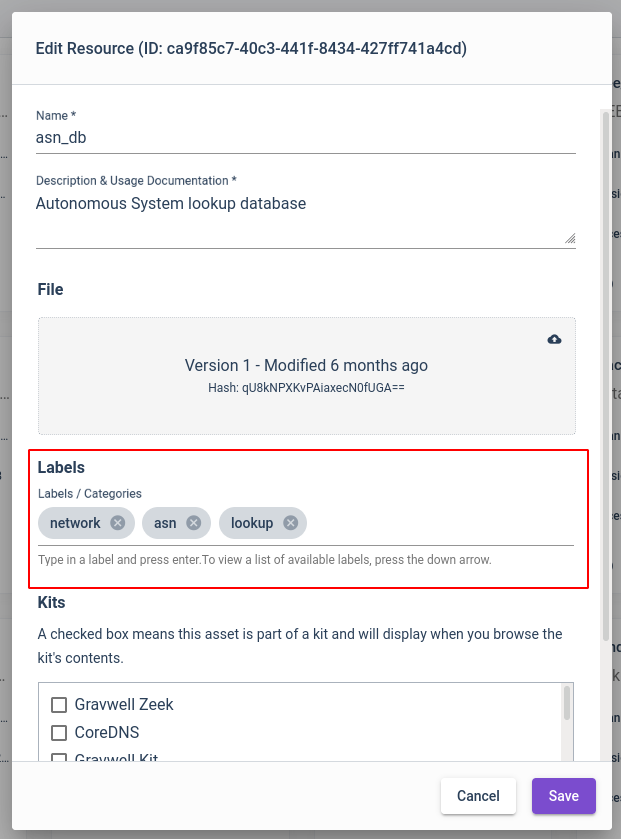 Edit Resource (ID: ca9f85c7-40c3-441f-8434-427ff741a4cd)
Name *
asn_db
Description & Usage Documentation *
Autonomous System lookup database
File
Version 1 - Modified 6 months ago
Hash: qU8kNPXKvPAiaxecN0fUGA==
Labels
Labels / Categories
network asn lookup
Type in a label and press enter.To view a list of available labels, press the down arrow.
Kits
A checked box means this asset is part of a kit and will display when you browse the
kit's contents.
Gravwell Zeek
CoreDNS
Gravwell Kit
Cancel Save